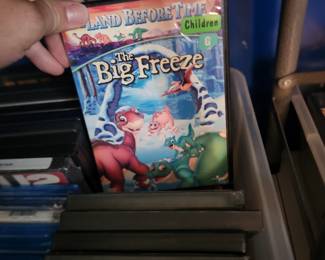 LAND BEFORE TIME
Children
G
The
Big Freeze